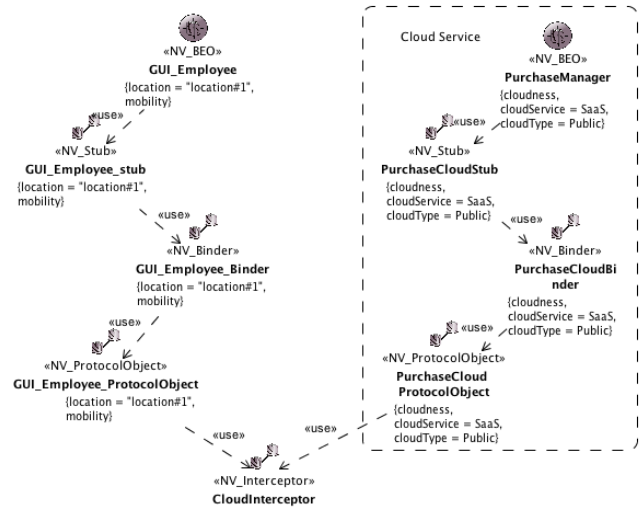 «NV_BEO»
GUI_Employee
{location = "location#1",
mobility}
«use»
«NV_Stub»
GUI_Employee_stub
{location = "location#1",
mobility}
«use»
«NV_Binder»
GUI_Employee_Binder
{location = "location#1",
mobility}
«use»
«NV_ProtocolObject»
GUI_Employee_ProtocolObject
{location = "location#1",
mobility}
«use»
Cloud Service
«NV_BEO»
PurchaseManager
{cloudness,
cloudService = SaaS,
cloudType = Public}
«use»
«NV_Stub»
PurchaseCloudStub
{cloudness,
cloudService = SaaS,
cloudType = Public}
«use»
«NV_Binder»
PurchaseCloudBi
nder
{cloudness,
cloudService = SaaS,
cloudType = Public}
«use»
«NV_ProtocolObject»
PurchaseCloud
ProtocolObject
{cloudness,
cloudService = SaaS,
cloudType = Public}
«use»
«NV_Interceptor»
CloudInterceptor